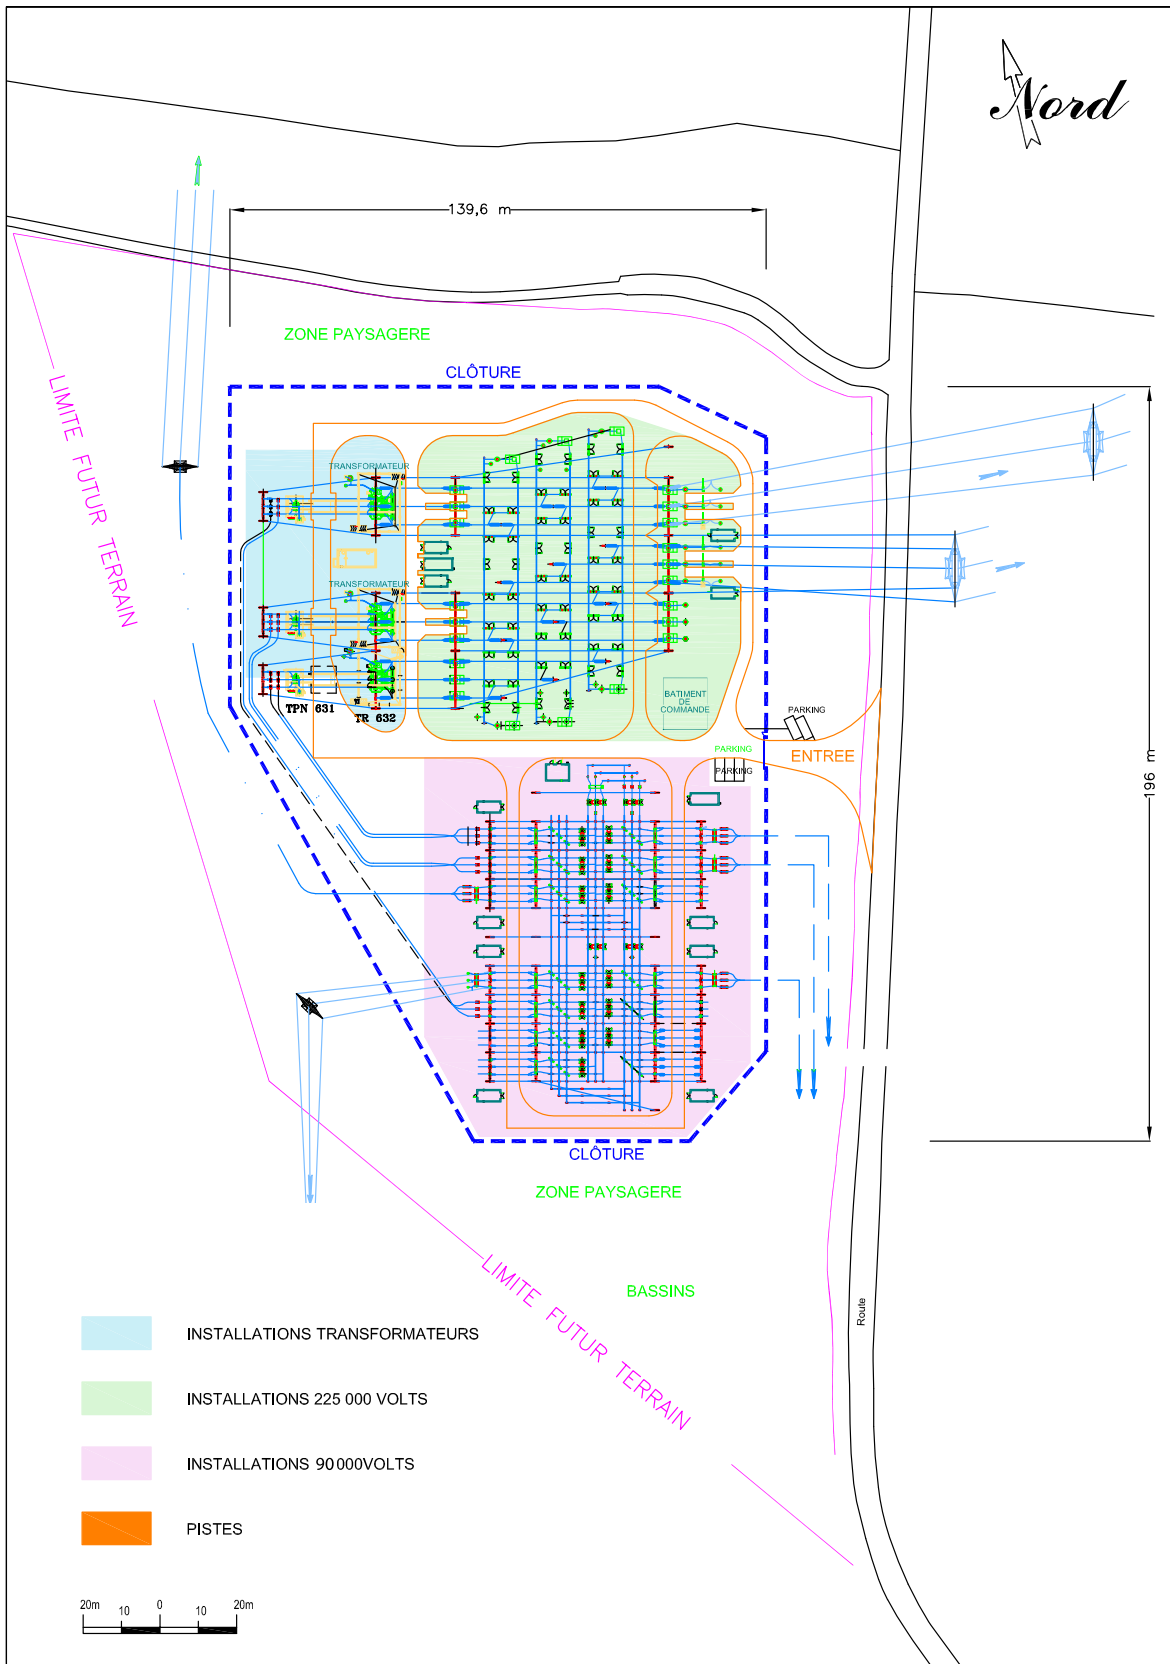 Nord
139,6 m
ZONE PAYSAGERE
CLÔTURE
LIMITE FUTUR TERRAIN
TRANSFORMATEUR
TRANSFORMATEUR
TPN 631
TR 632
BATIMENT
DE
COMMANDE
PARKING
PARKING
PARKING
ENTREE
196 m
CLÔTURE
ZONE PAYSAGERE
LIMITE FUTUR TERRAIN
BASSINS
Route
INSTALLATIONS TRANSFORMATEURS
INSTALLATIONS 225 000 VOLTS
INSTALLATIONS 90 000VOLTS
PISTES
20m 10 0 10 20m